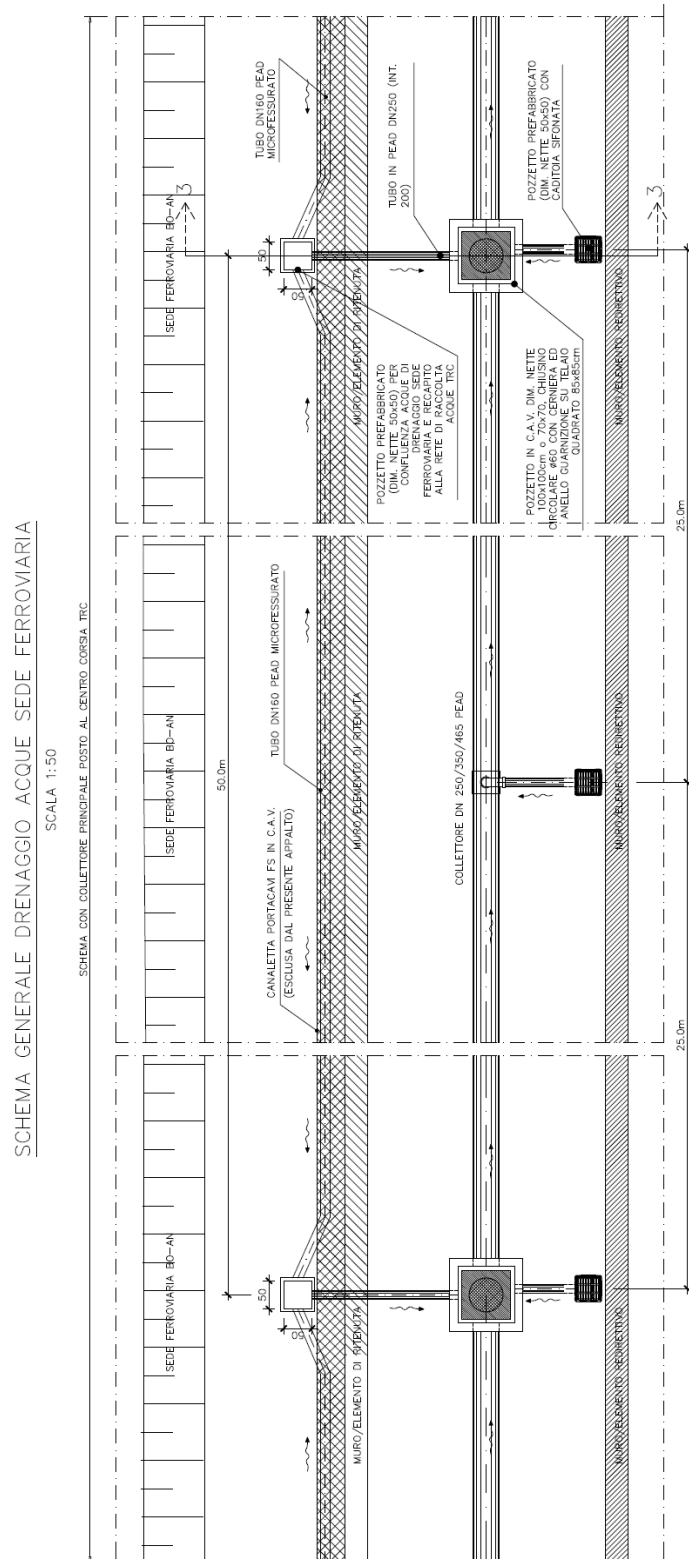 SCHEMA GENERALE DRENAGGIO ACQUE SEDE FERROVIARIA
SCALA 1:50
SCHEMA CON COLLETTORE PRINCIPALE POSTO AL CENTRO CORSIA TRC
SEDE FERROVIARIA BO-AN
SEDE FERROVIARIA BO-AN
SEDE FERROVIARIA BO-AN
3
50.0m
50
50
50
50
CANALETTA PORTACAVI FS IN C.A.V.
(ESCLUSA DAL PRESENTE APPALTO)
TUBO DN160 PEAD MICROFESSURATO
TUBO DN160 PEAD
MICROFESSURATO
MURO/ELEMENTO DI RITENUTA
MURO/ELEMENTO DI RITENUTA
MURO/ELEMENTO DI RITENUTA
POZZETTO PREFABBRICATO
(DIM. NETTE 50x50) PER
CONFLUENZA ACQUE DI
DRENAGGIO SEDE
FERROVIARIA E RECAPITO
ALLA RETE DI RACCOLTA
ACQUE TRC
TUBO IN PEAD DN250 (INT.
200)
COLLETTORE DN 250/350/465 PEAD
POZZETTO IN C.A.V. DIM. NETTE
100x100cm o 70x70, CHIUSINO
CIRCOLARE ø60 CON CERNIERA ED
ANELLO GUARNIZIONE SU TELAIO
QUADRATO 85x85cm
POZZETTO PREFABBRICATO
(DIM. NETTE 50x50) CON
CADITOIA SIFONATA
MURO/ELEMENTO REDIRETTIVO
MURO/ELEMENTO REDIRETTIVO
MURO/ELEMENTO REDIRETTIVO
3
25.0m
25.0m